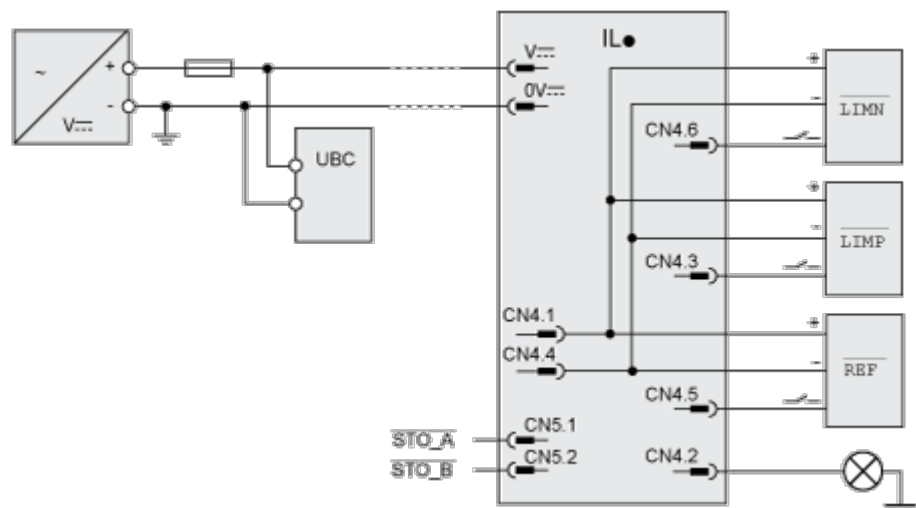 ~
+
-
V⎓
UBC
IL●
V⎓
0V⎓
CN4.6
CN4.3
CN4.1
CN4.4
CN4.5
CN5.1
CN5.2
CN4.2
STO_A
STO_B
+
-
LIMN
+
-
LIMP
+
-
REF